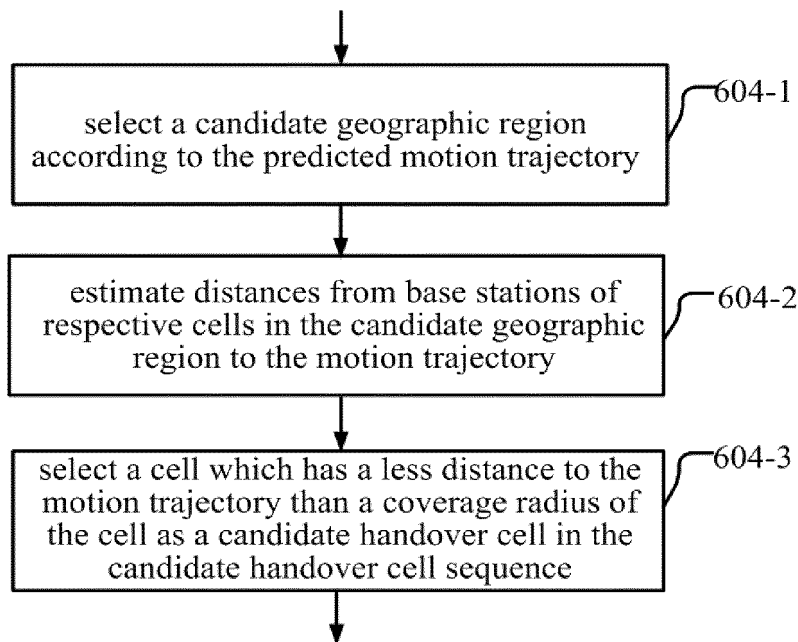 604-1
select a candidate geographic region
according to the predicted motion trajectory
604-2
estimate distances from base stations of
respective cells in the candidate geographic
region to the motion trajectory
604-3
select a cell which has a less distance to the
motion trajectory than a coverage radius of
the cell as a candidate handover cell in the
candidate handover cell sequence